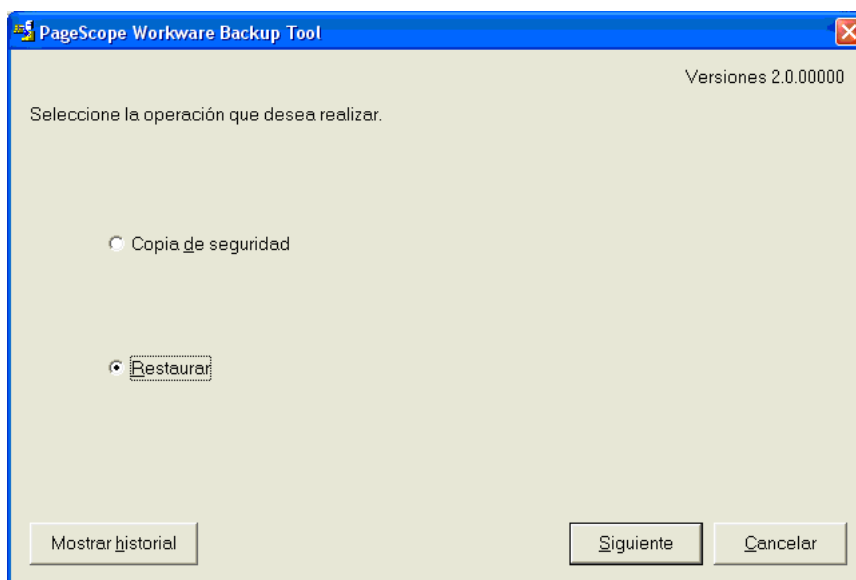 PageScope Workware Backup Tool
Versiones 2.0.00000
Seleccione la operación que desea realizar.
Copia de seguridad
Restaurar
Mostrar historial
Siguiente
Cancelar